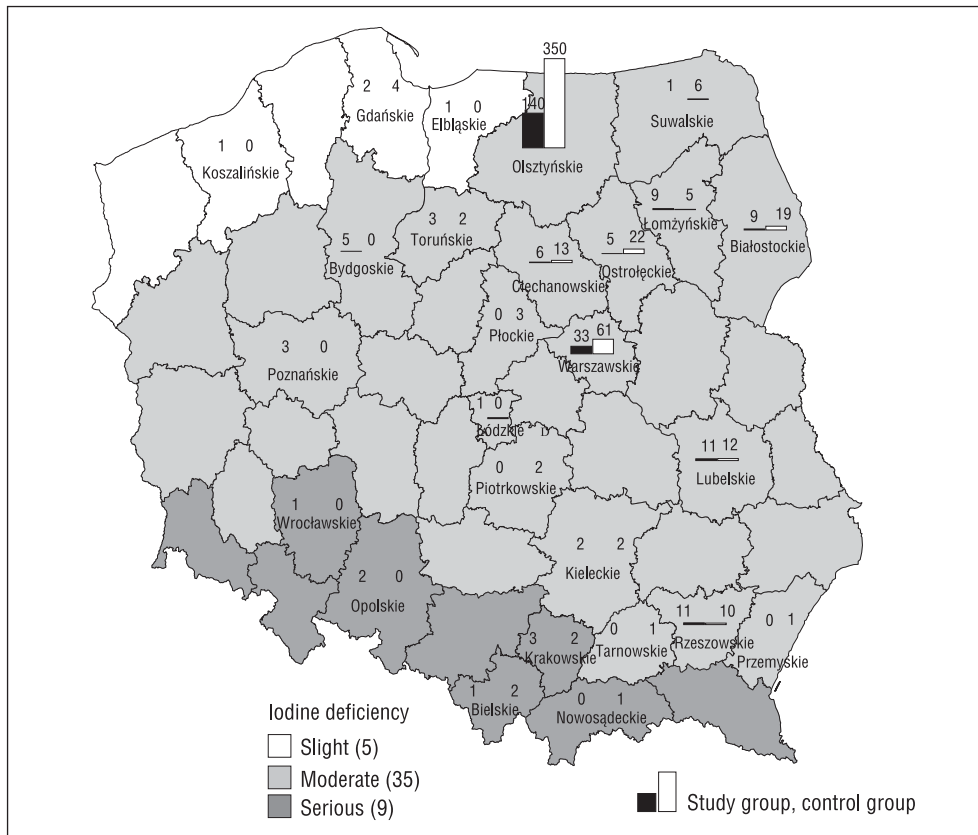 350
2 4
Gdańskie
1 0
Elbląskie
140
Olsztyńskie
1 6
Suwalskie
1 0
Koszalińskie
9 5
Łomżyńskie
9 19
Białostockie
3 2
Toruńskie
5 0
Bydgoskie
6 13
Ciechanowskie
5 22
Ostrołęckie
0 3
Płockie
33 61
Warszawskie
3 0
Poznańskie
1 0
Łódzkie
D
0 2
Piotrkowskie
11 12
Lubelskie
1 0
Wrocławskie
2 0
Opolskie
2 2
Kieleckie
3 2
Krakowskie
0 1
Tarnowskie
11 10
Rzeszowskie
0 1
Przemyskie
1 2
Bielskie
0 1
Nowosądeckie
Iodine deficiency
Slight (5)
Moderate (35)
Serious (9)
Study group, control group